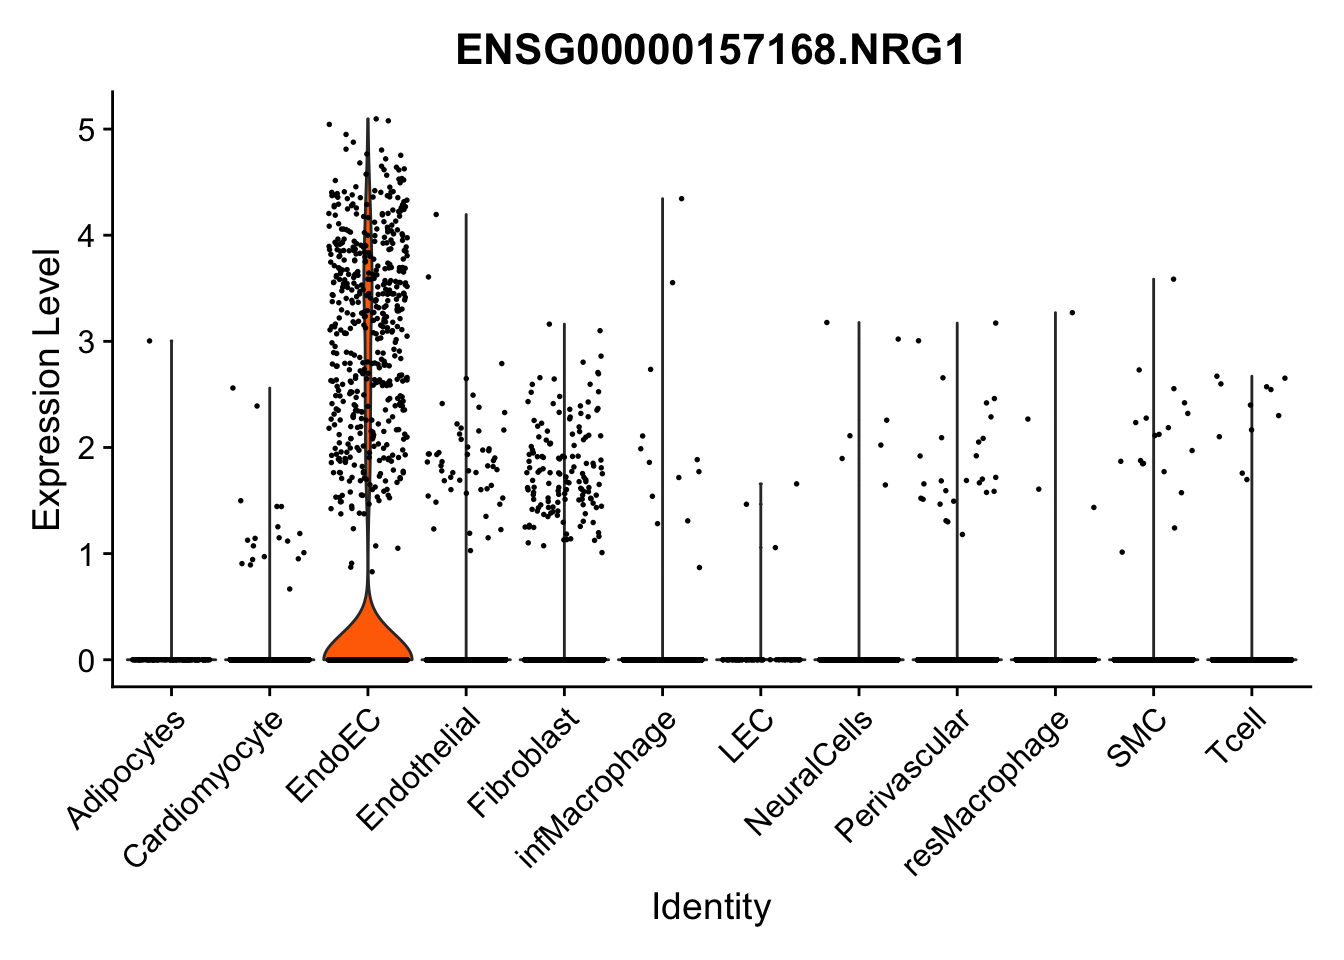 ENSG00000157168.NRG1
Expression Level
5
4
3
2
1
0
Adipocytes
Cardiomyocyte
EndoEC
Endothelial
Fibroblast
infMacrophage
LEC
NeuralCells
Perivascular
resMacrophage
SMC
Tcell
Identity